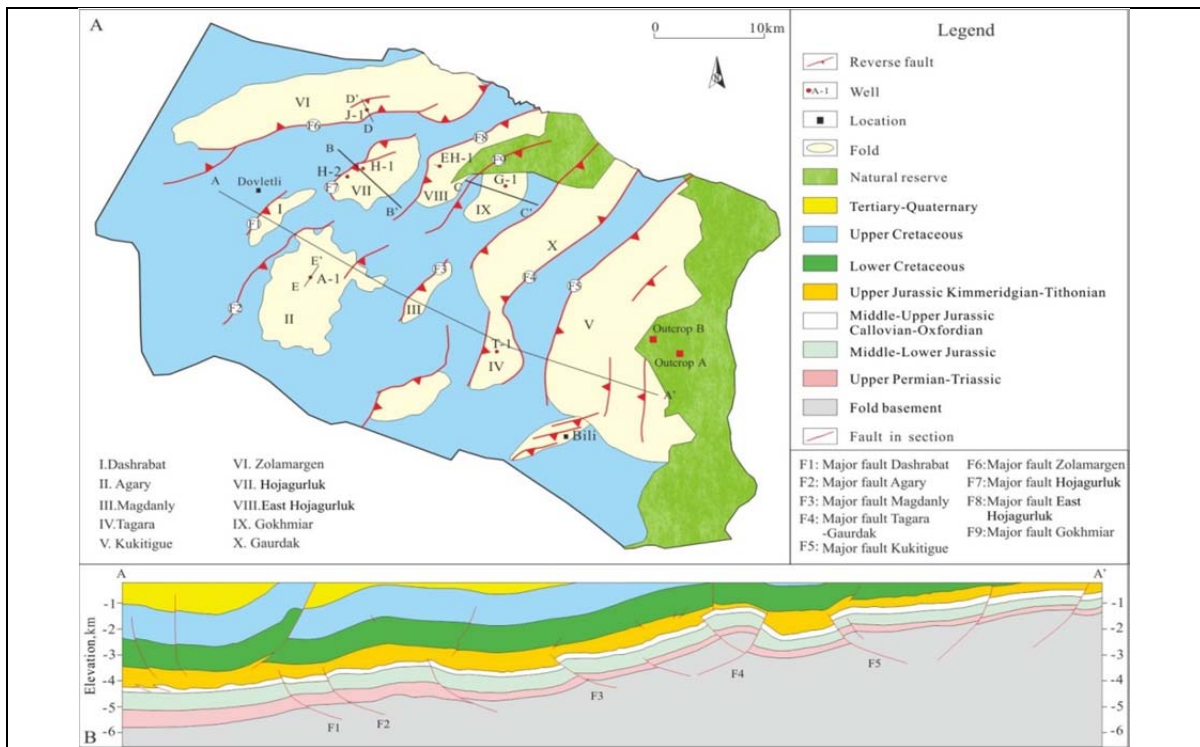 A
0 10km
S
VI
D'
J-1
D
F6
B
H-2
H-1
F7
VII
B'
EH-1
F8
VIII
F9
C
G-1
IX
C'
A
Dovletli
I
F1
E'
E
A-1
II
F2
F3
III
X
F4
F5
V
T-1
IV
Outcrop B
Outcrop A
A'
Bili
I.Dashrabat
II. Agary
III.Magdanly
IV.Tagara
V. Kukitigue
VI. Zolamargen
VII. Hojagurluk
VIII.East Hojagurluk
IX. Gokhmiar
X. Gaurdak
Legend
Reverse fault
A-1 Well
Location
Fold
Natural reserve
Tertiary-Quaternary
Upper Cretaceous
Lower Cretaceous
Upper Jurassic Kimmeridgian-Tithonian
Middle-Upper Jurassic
Callovian-Oxfordian
Middle-Lower Jurassic
Upper Permian-Triassic
Fold basement
Fault in section
F1: Major fault Dashrabat
F2: Major fault Agary
F3: Major fault Magdanly
F4: Major fault Tagara
-Gaurdak
F5: Major fault Kukitigue
F6:Major fault Zolamargen
F7:Major fault Hojagurluk
F8:Major fault East
Hojagurluk
F9:Major fault Gokhmiar
A
A'
Elevation,km
-1
-2
-3
-4
-5
-6
-1
-2
-3
-4
-5
-6
F1
F2
F3
F4
F5
B